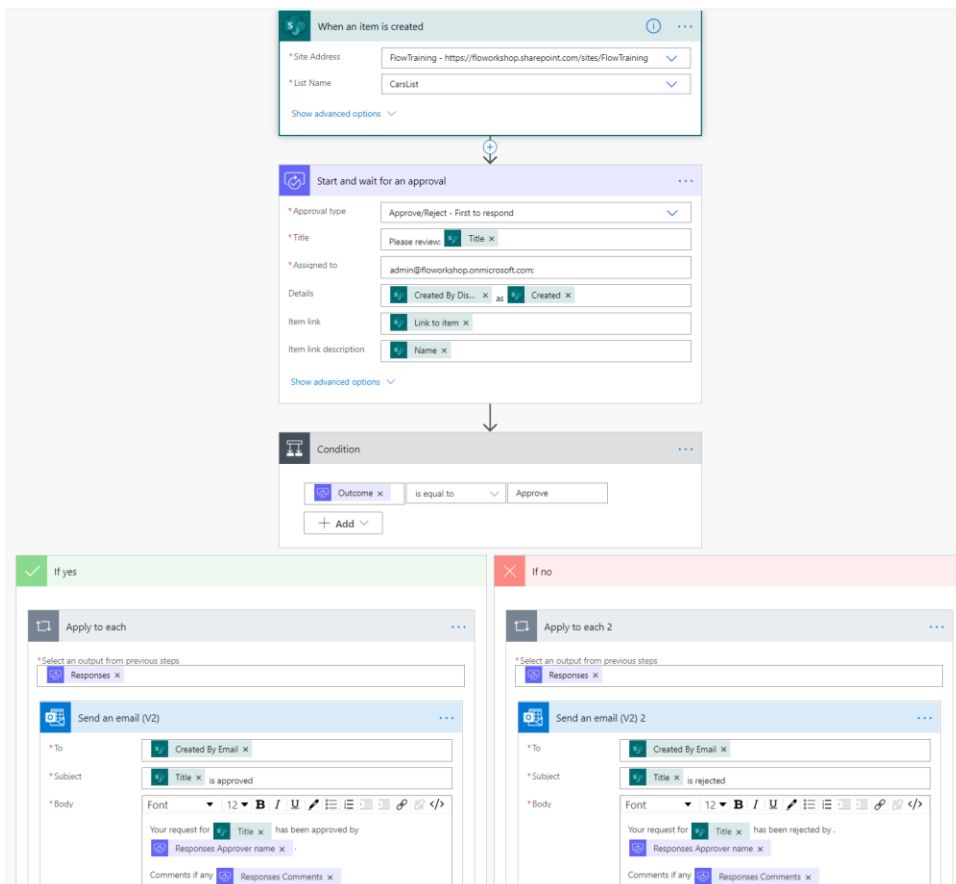 When an item is created
* Site Address
FlowTraining - https://floworkshop.sharepoint.com/sites/FlowTraining
* List Name
CarsList
Show advanced options
Start and wait for an approval
* Approval type
Approve/Reject - First to respond
* Title
Please review: Title ×
* Assigned to
admin@floworkshop.onmicrosoft.com;
Details
Created By Dis... × as Created ×
Item link
Link to item ×
Item link description
Name ×
Show advanced options
Condition
Outcome × is equal to Approve
+ Add
If yes
Apply to each
* Select an output from previous steps
Responses ×
Send an email (V2)
* To
Created By Email ×
* Subject
Title × is approved
* Body
Font 12 B I U </>
Your request for Title × has been approved by
Responses Approver name × .
Comments if any Responses Comments ×
If no
Apply to each 2
* Select an output from previous steps
Responses ×
Send an email (V2) 2
* To
Created By Email ×
* Subject
Title × is rejected
* Body
Font 12 B I U </>
Your request for Title × has been rejected by .
Responses Approver name ×
Comments if any Responses Comments ×